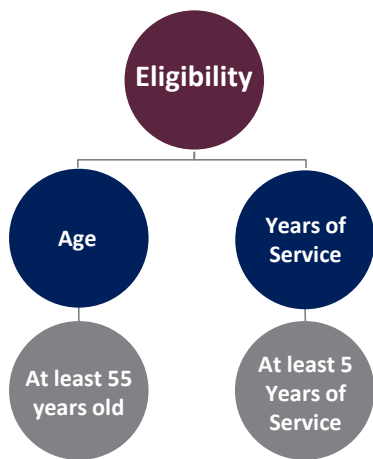 Eligibility
Age
Years of
Service
At least 55
years old
At least 5
Years of
Service